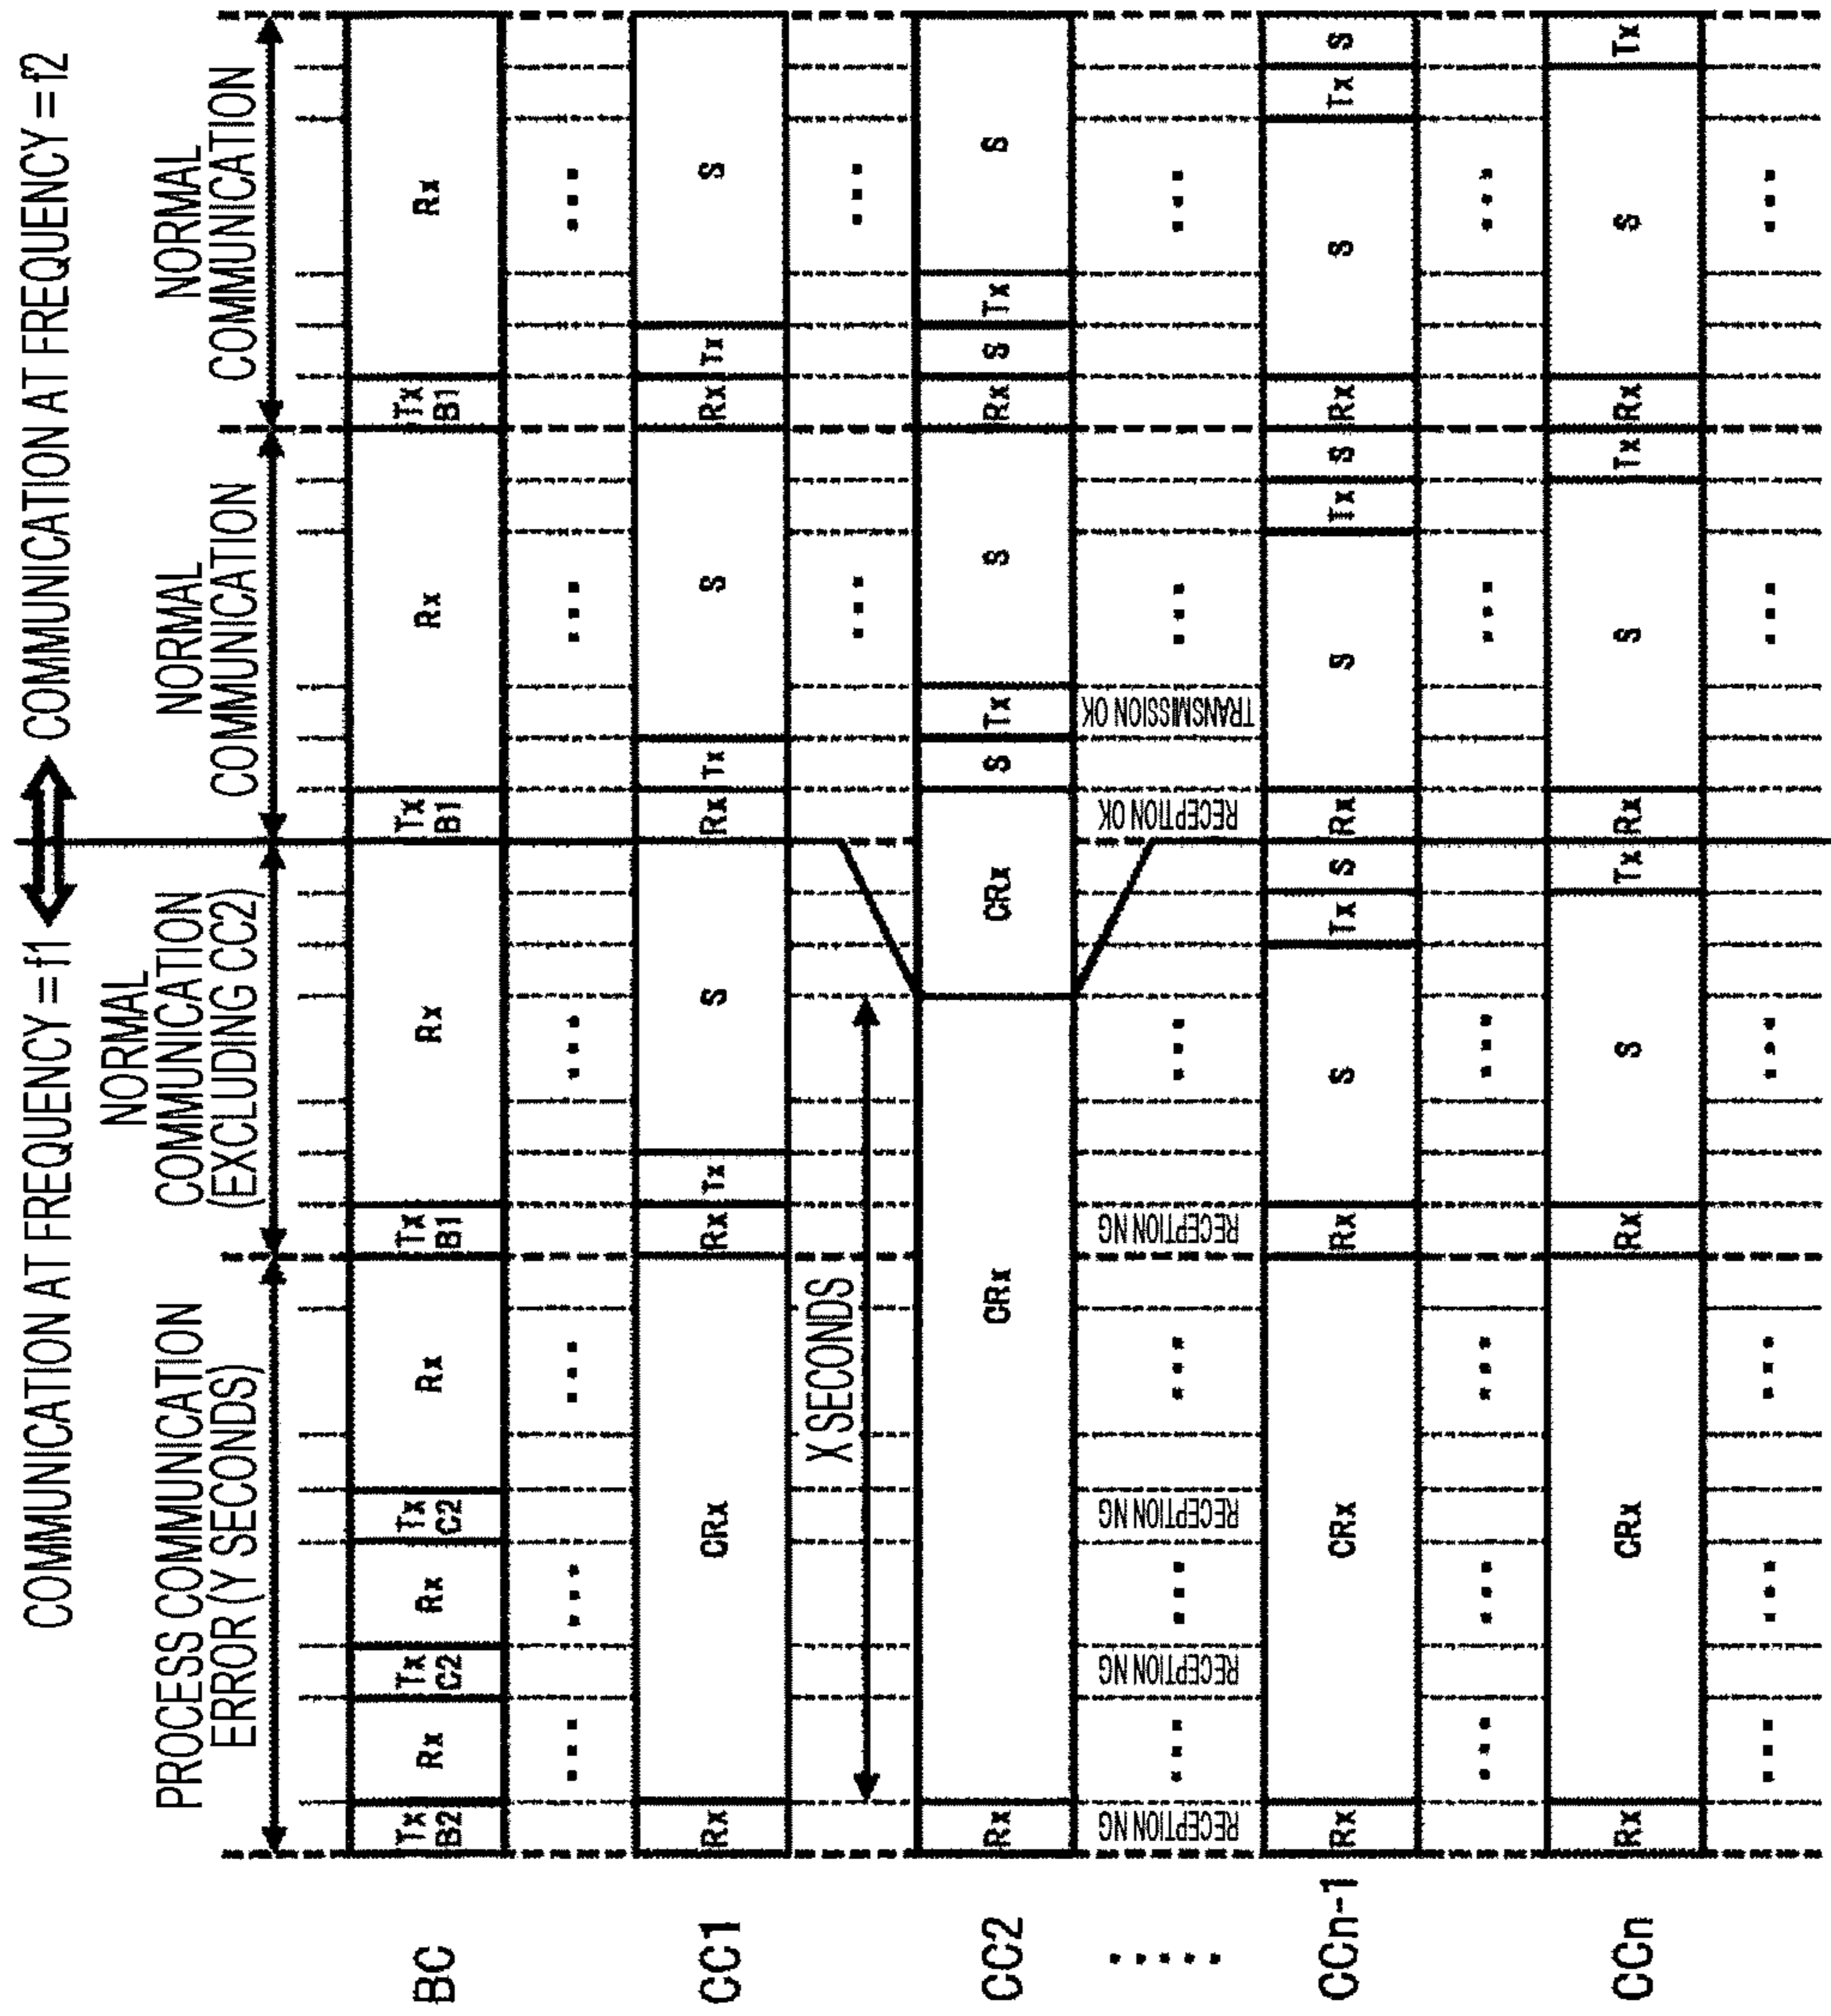 COMMUNICATION AT FREQUENCY = f1
COMMUNICATION AT FREQUENCY = f2
PROCESS COMMUNICATION
ERROR (Y SECONDS)
NORMAL
COMMUNICATION
(EXCLUDING CC2)
NORMAL
COMMUNICATION
NORMAL
COMMUNICATION
BC
Tx
B2
Rx
Tx
C2
Rx
Tx
C2
Rx
Tx
B1
Rx
Tx
B1
Rx
Tx
B1
Rx
CC1
Rx
CRx
Rx
Tx
S
Rx
Tx
S
Rx
Tx
S
X SECONDS
CC2
Rx
CRx
CRx
S
Tx
S
Rx
S
Tx
S
RECEPTION NG
RECEPTION NG
RECEPTION NG
RECEPTION NG
RECEPTION OK
TRANSMISSION OK
CCn-1
Rx
CRx
Rx
S
Tx
S
Rx
S
Tx
S
Rx
S
Tx
S
CCn
Rx
CRx
Rx
S
Tx
Rx
S
Tx
Rx
S
Tx